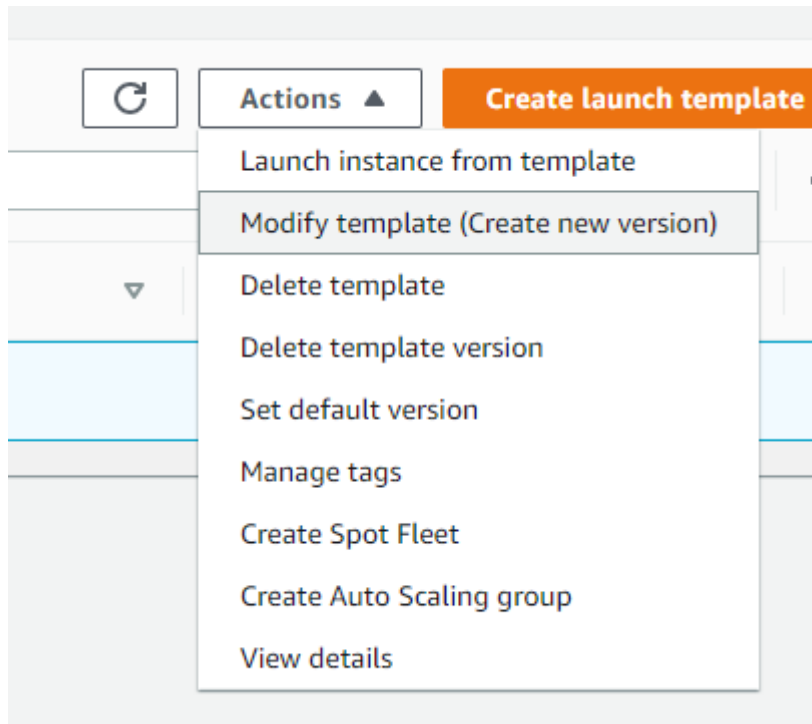 Actions
Create launch template
Launch instance from template
Modify template (Create new version)
Delete template
Delete template version
Set default version
Manage tags
Create Spot Fleet
Create Auto Scaling group
View details